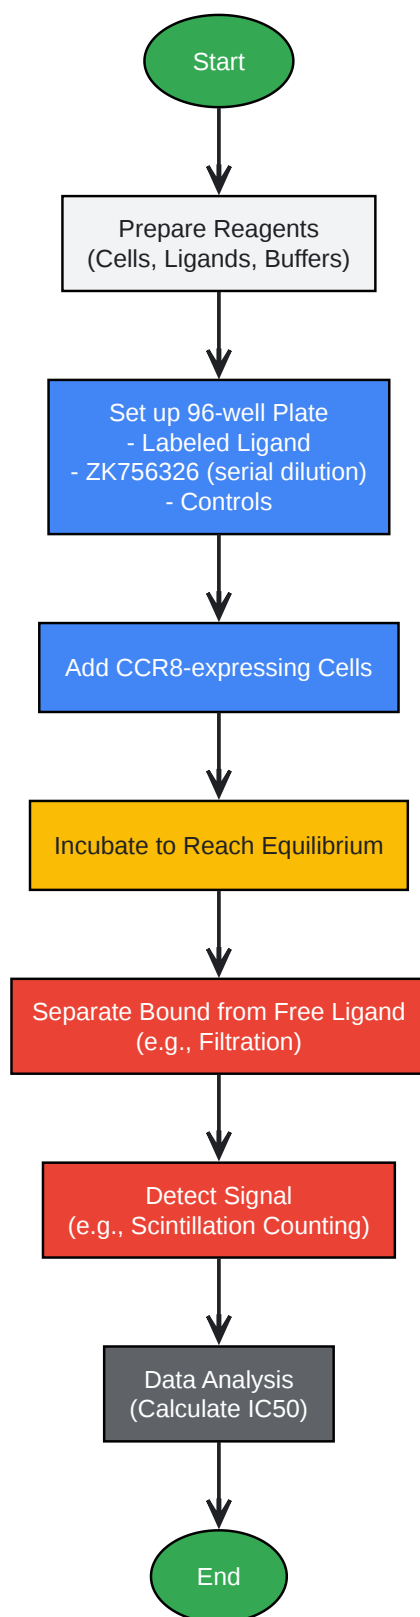 Start
Prepare Reagents
(Cells, Ligands, Buffers)
Set up 96-well Plate
- Labeled Ligand
- ZK756326 (serial dilution)
- Controls
Add CCR8-expressing Cells
Incubate to Reach Equilibrium
Separate Bound from Free Ligand
(e.g., Filtration)
Detect Signal
(e.g., Scintillation Counting)
Data Analysis
(Calculate IC50)
End